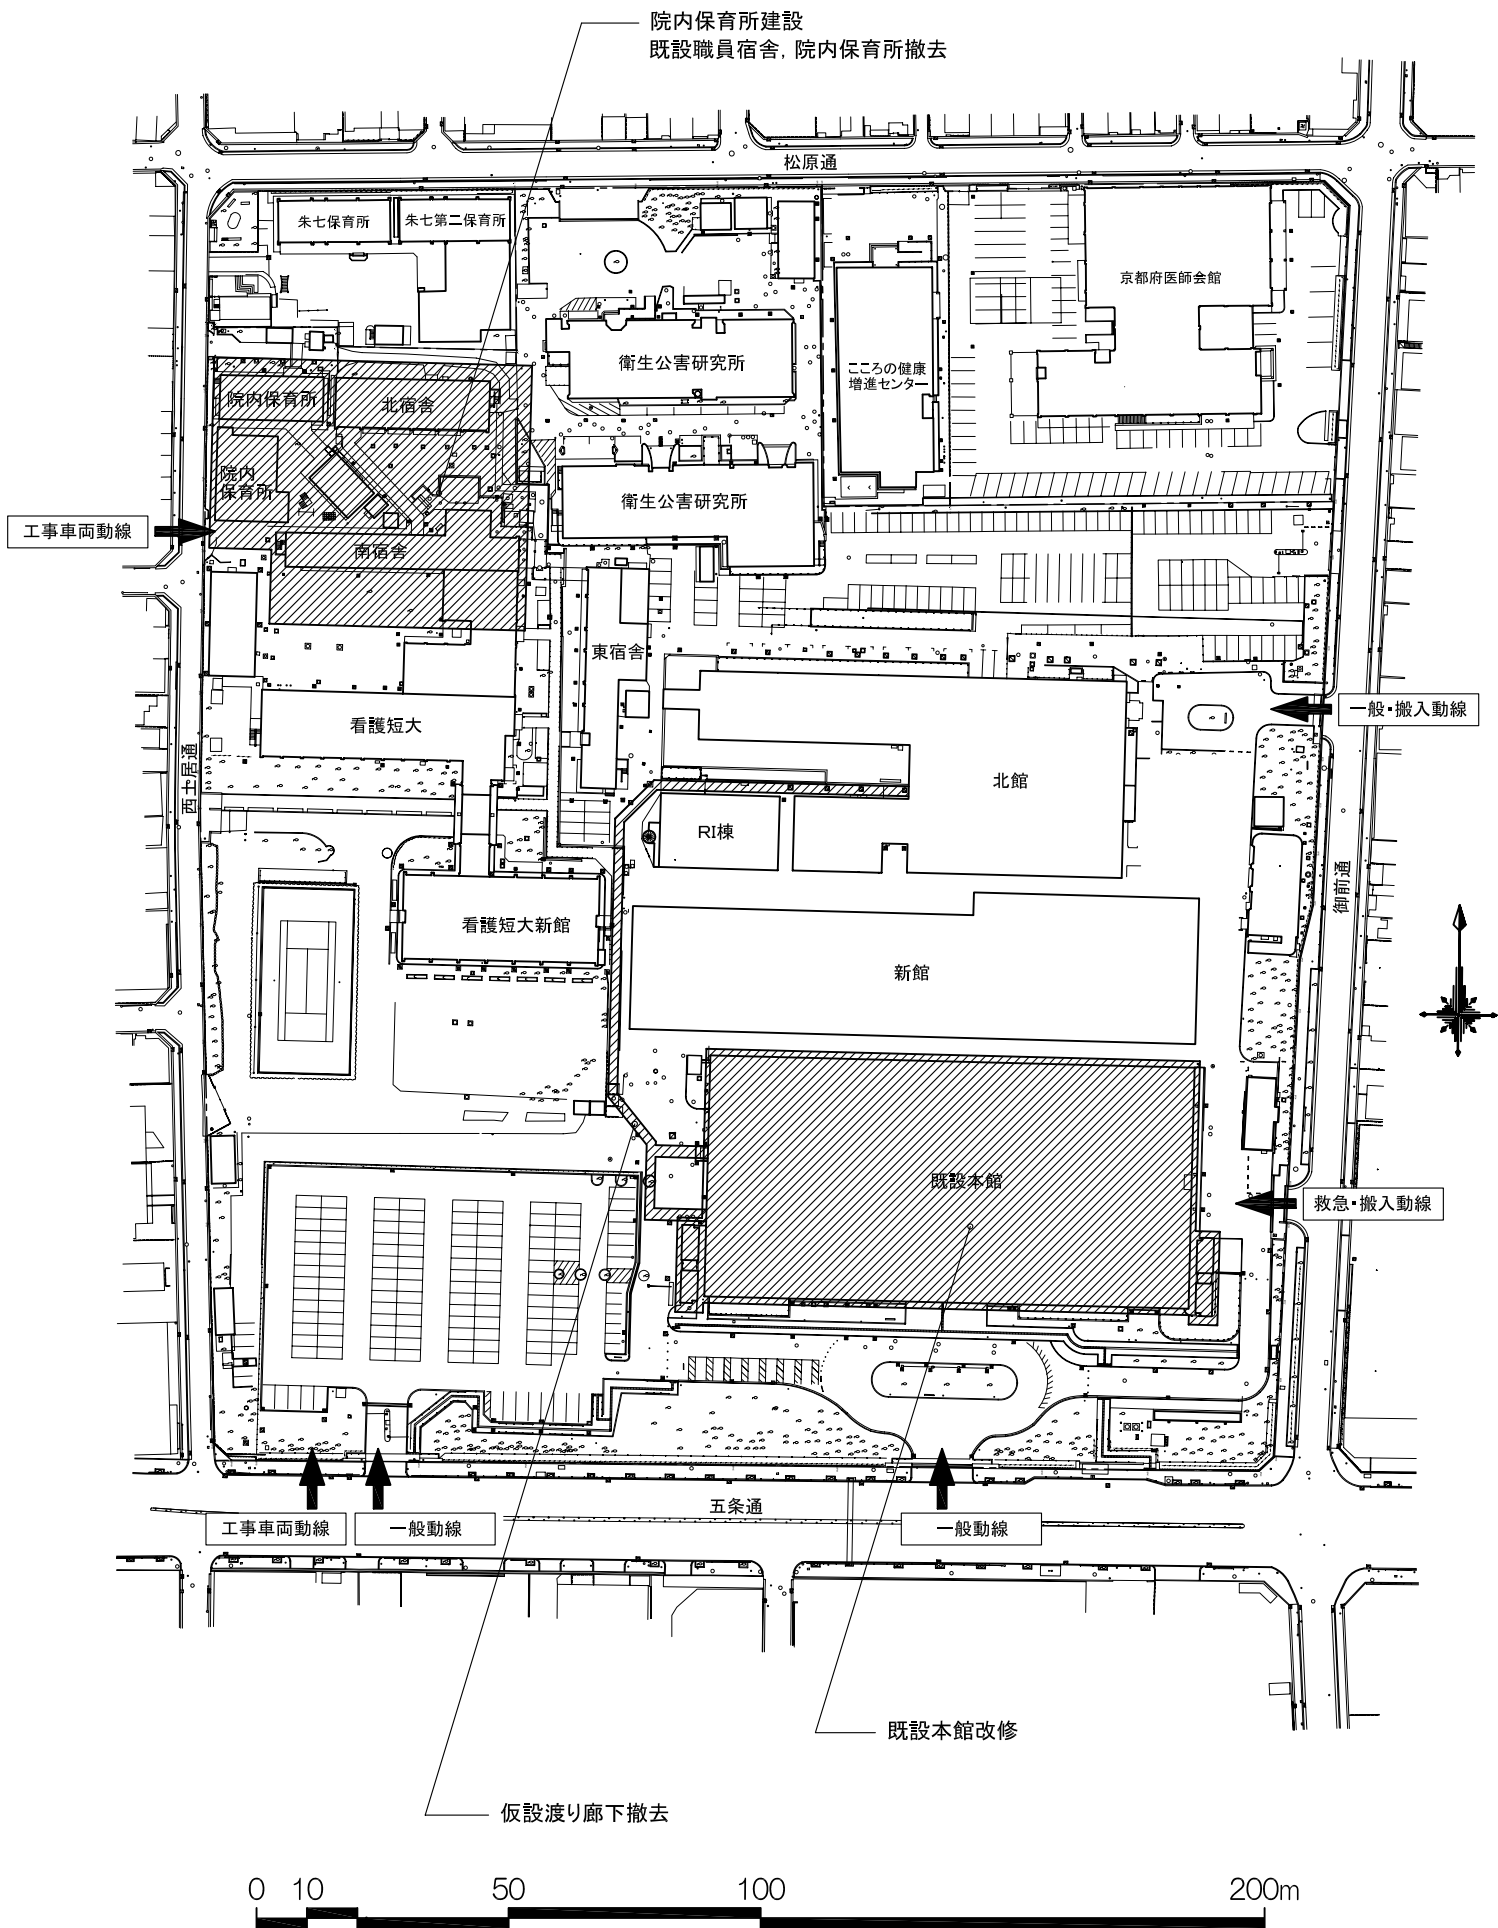 院内保育所建設
既設職員宿舎, 院内保育所撤去
松原通
朱七保育所
朱七第二保育所
京都府医師会館
衛生公害研究所
こころの健康
増進センター
院内保育所
北宿舎
院内
保育所
衛生公害研究所
工事車両動線
南宿舎
東宿舎
一般・搬入動線
看護短大
西土居通
北館
RI棟
御前通
看護短大新館
新館
既設本館
救急・搬入動線
五条通
工事車両動線
一般動線
一般動線
既設本館改修
仮設渡り廊下撤去
0 10 50 100 200m